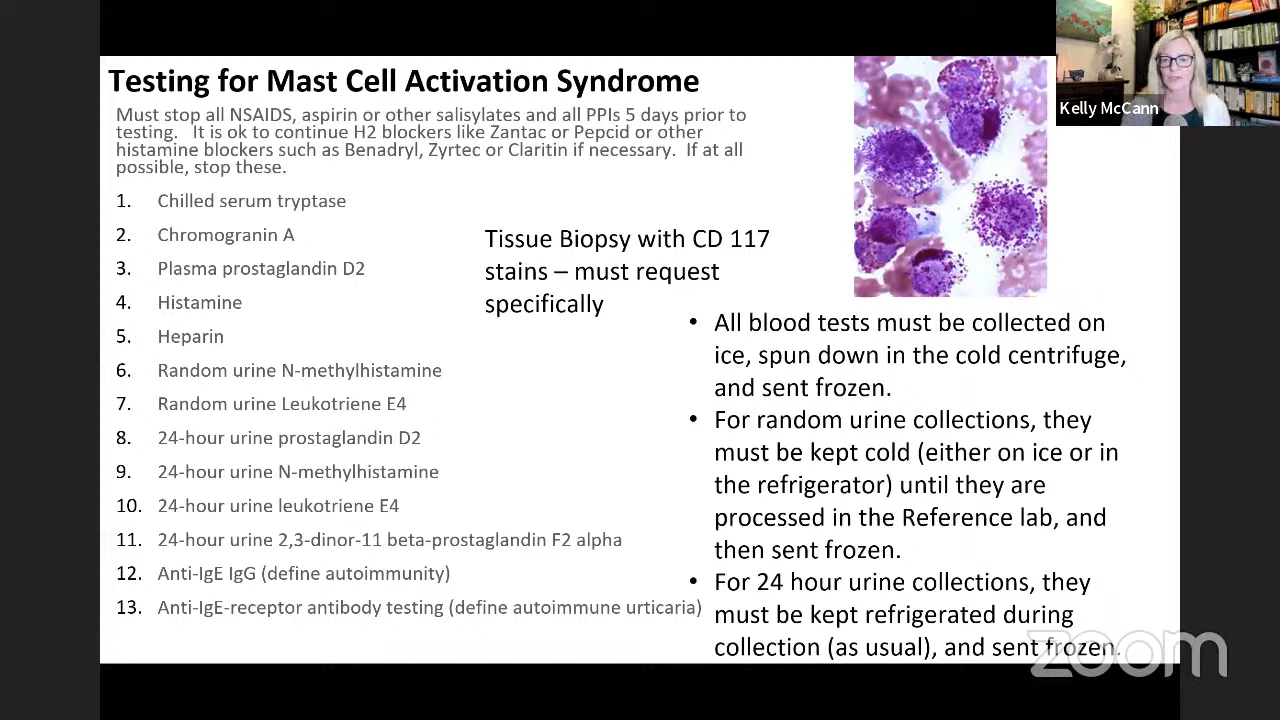 Testing for Mast Cell Activation Syndrome
Must stop all NSAIDS, aspirin or other salisylates and all PPIs 5 days prior to
testing. It is ok to continue H2 blockers like Zantac or Pepcid or other
histamine blockers such as Benadryl, Zyrtec or Claritin if necessary. If at all
possible, stop these.
1. Chilled serum tryptase
2. Chromogranin A
3. Plasma prostaglandin D2
4. Histamine
5. Heparin
6. Random urine N-methylhistamine
7. Random urine Leukotriene E4
8. 24-hour urine prostaglandin D2
9. 24-hour urine N-methylhistamine
10. 24-hour urine leukotriene E4
11. 24-hour urine 2,3-dinor-11 beta-prostaglandin F2 alpha
12. Anti-IgE IgG (define autoimmunity)
13. Anti-IgE-receptor antibody testing (define autoimmune urticaria)
Tissue Biopsy with CD 117
stains – must request
specifically
• All blood tests must be collected on
ice, spun down in the cold centrifuge,
and sent frozen.
• For random urine collections, they
must be kept cold (either on ice or in
the refrigerator) until they are
processed in the Reference lab, and
then sent frozen.
• For 24 hour urine collections, they
must be kept refrigerated during
collection (as usual), and sent frozen.
Kelly McCann
zoom